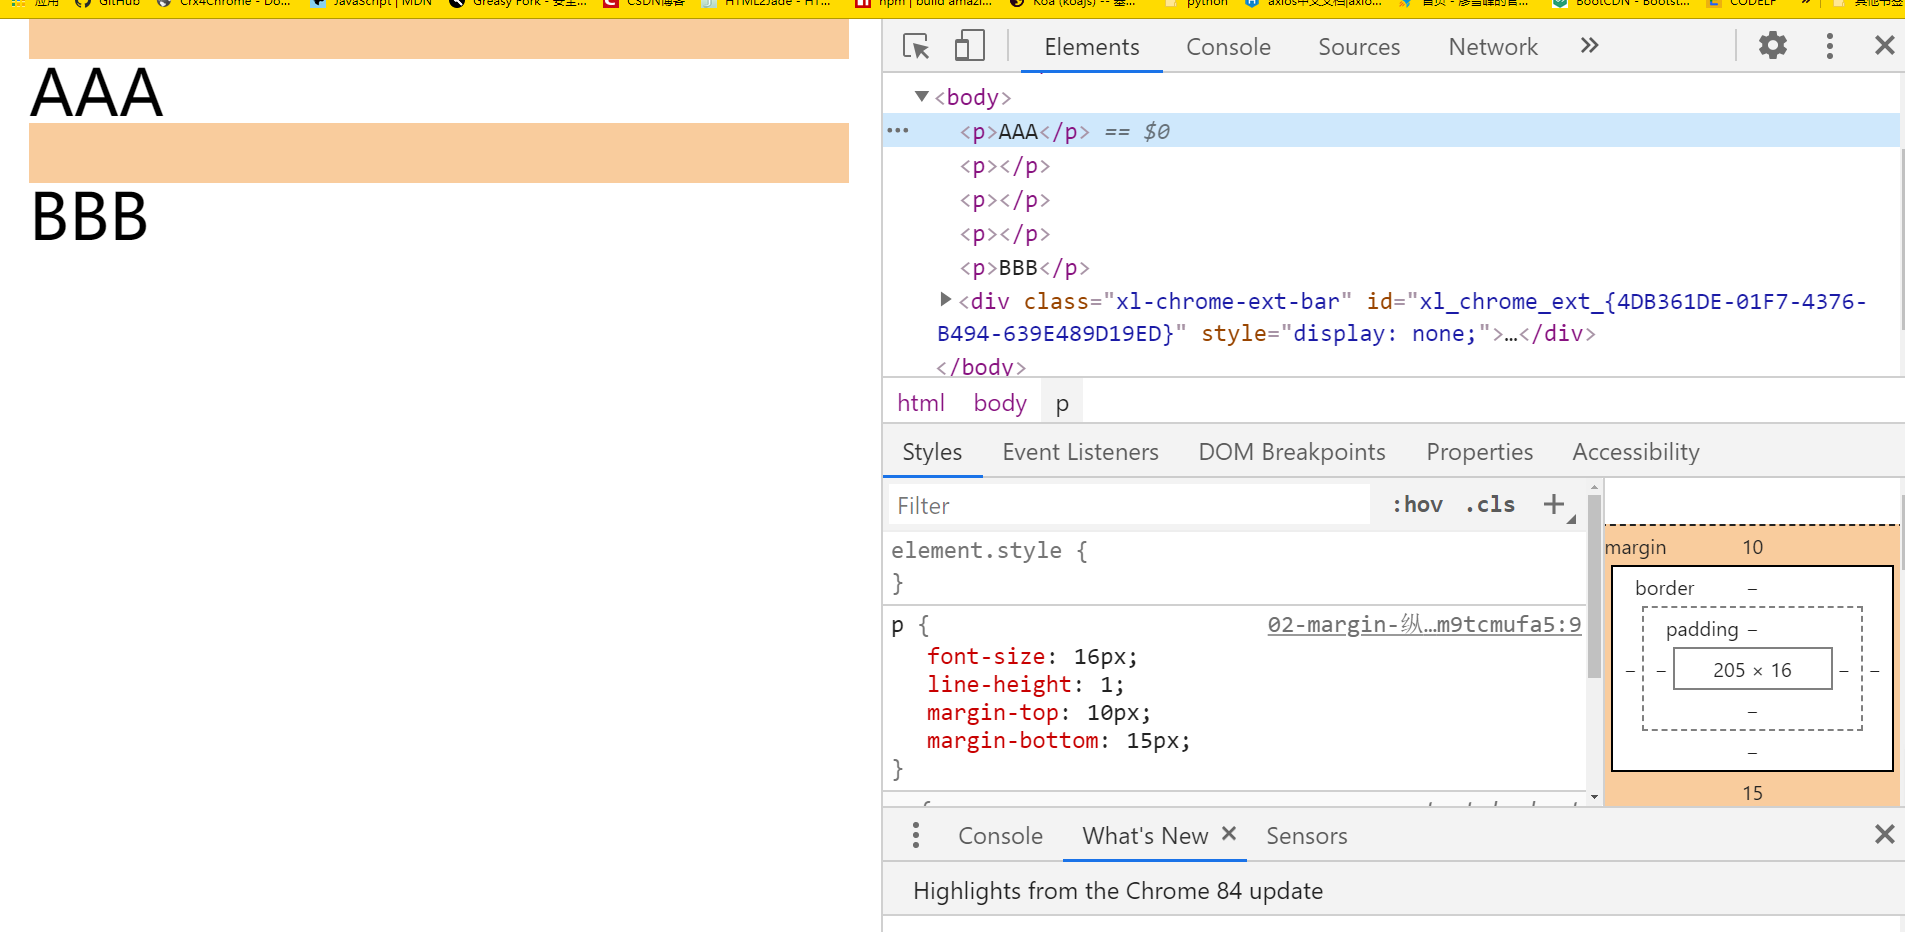 应用 GitHub Crx4Chrome - Do... JavaScript | MDN Greasy Fork - 安全... CSDN博客 HTML2Jade - HT... npm | build amazi... Koa (koajs) -- 基... python axios中文文档|axio... 首页 - 廖雪峰的官... BootCDN - Bootst... CODELF » 其他书签
AAA
BBB
Elements Console Sources Network »
▼<body>
••• <p>AAA</p> == $0
<p></p>
<p></p>
<p></p>
<p>BBB</p>
▶<div class="xl-chrome-ext-bar" id="xl_chrome_ext_{4DB361DE-01F7-4376-
B494-639E489D19ED}" style="display: none;">…</div>
</body>
html body p
Styles Event Listeners DOM Breakpoints Properties Accessibility
Filter :hov .cls +
element.style {
}
p { 02-margin-纵…m9tcmufa5:9
font-size: 16px;
line-height: 1;
margin-top: 10px;
margin-bottom: 15px;
}
margin 10
border –
padding –
– – 205 × 16 – –
–
–
15
Console What's New ✕ Sensors
Highlights from the Chrome 84 update